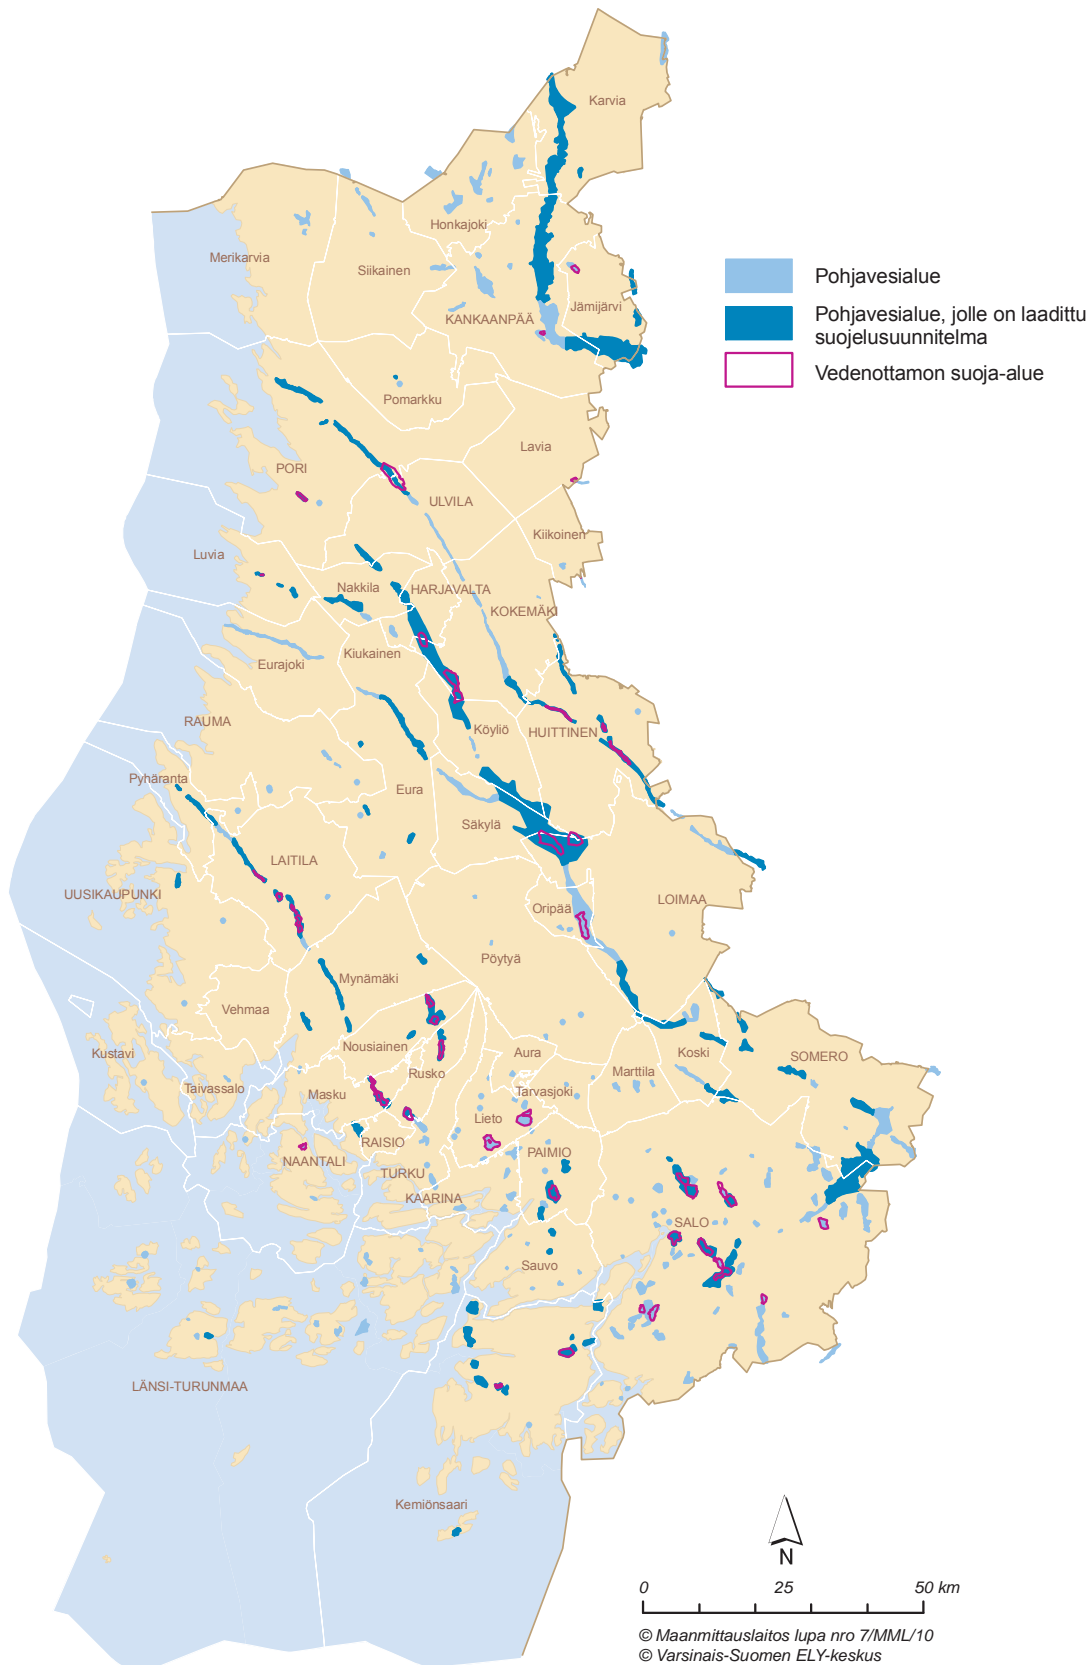 Karvia
Honkajoki
Merikarvia
Siikainen
Jämijärvi
KANKAANPÄÄ
Pohjavesialue
Pohjavesialue, jolle on laadittu
suojelusuunnitelma
Vedenottamon suoja-alue
Pomarkku
Lavia
PORI
ULVILA
Kiikoinen
Luvia
Nakkila
HARJAVALTA
KOKEMÄKI
Kiukainen
Eurajoki
RAUMA
Köyliö
HUITTINEN
Pyhäranta
Eura
Säkylä
LAITILA
UUSIKAUPUNKI
LOIMAA
Oripää
Pöytyä
Mynämäki
Vehmaa
Nousiainen
Kustavi
Aura
Koski
SOMERO
Rusko
Marttila
Taivassalo
Masku
Tarvasjoki
Lieto
RAISIO
PAIMIO
NAANTALI
TURKU
KAARINA
SALO
Sauvo
LÄNSI-TURUNMAA
Kemiönsaari
N
0 25 50 km
© Maanmittauslaitos lupa nro 7/MML/10
© Varsinais-Suomen ELY-keskus